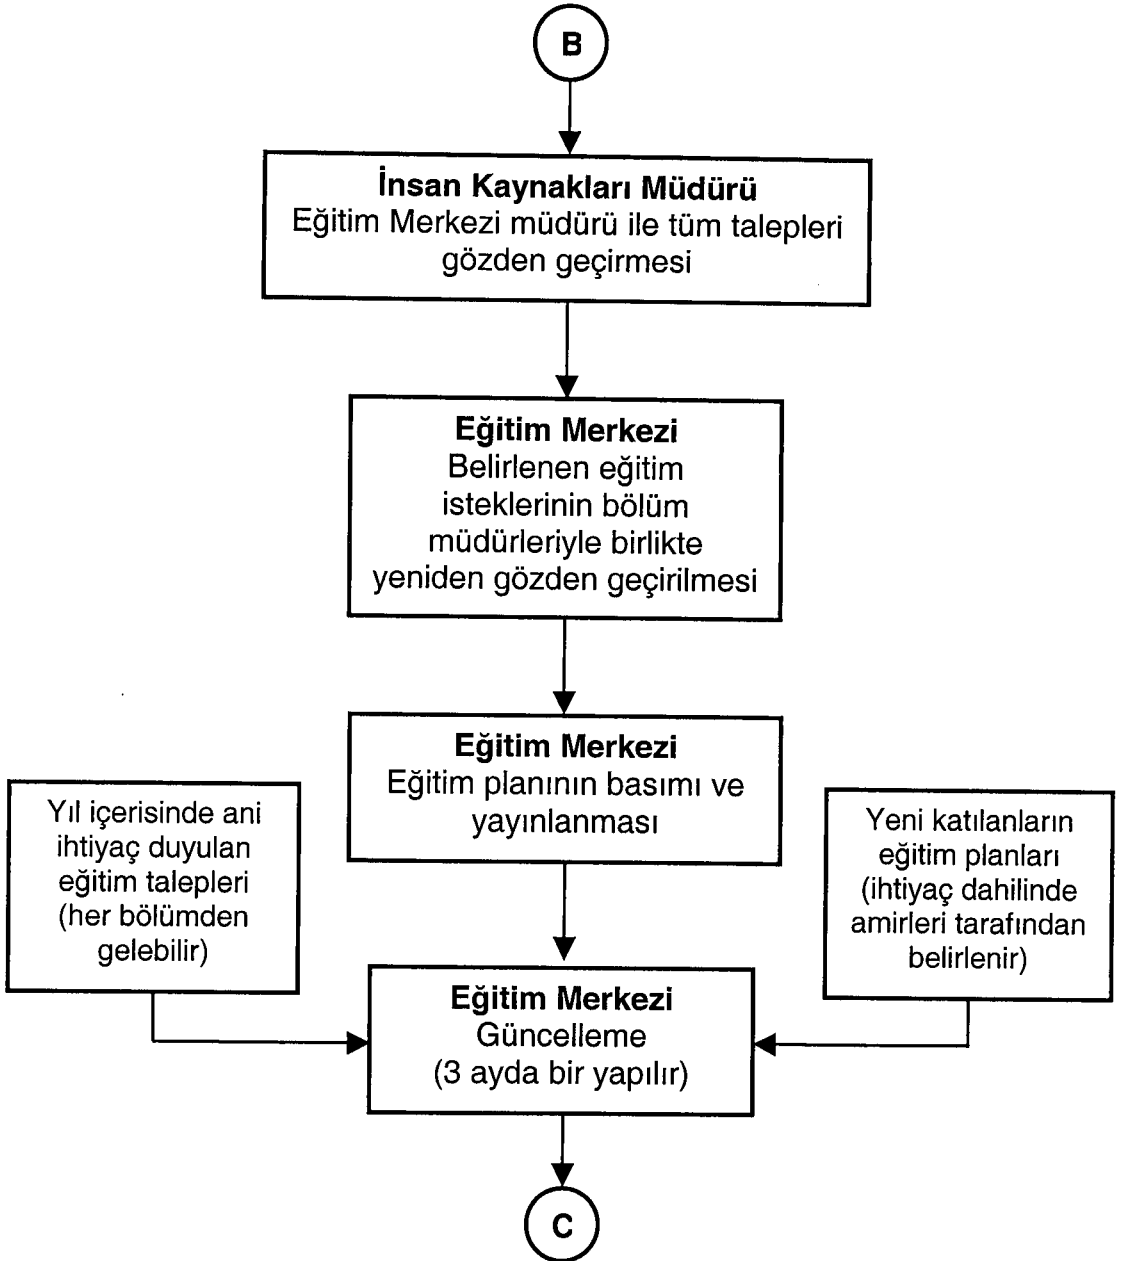 B
İnsan Kaynakları Müdürü
Eğitim Merkezi müdürü ile tüm talepleri
gözden geçirmesi
Eğitim Merkezi
Belirlenen eğitim
isteklerinin bölüm
müdürleriyle birlikte
yeniden gözden geçirilmesi
Eğitim Merkezi
Eğitim planının basımı ve
yayınlanması
Yıl içerisinde ani
ihtiyaç duyulan
eğitim talepleri
(her bölümden
gelebilir)
Yeni katılanların
eğitim planları
(ihtiyaç dahilinde
amirleri tarafından
belirlenir)
Eğitim Merkezi
Güncelleme
(3 ayda bir yapılır)
C